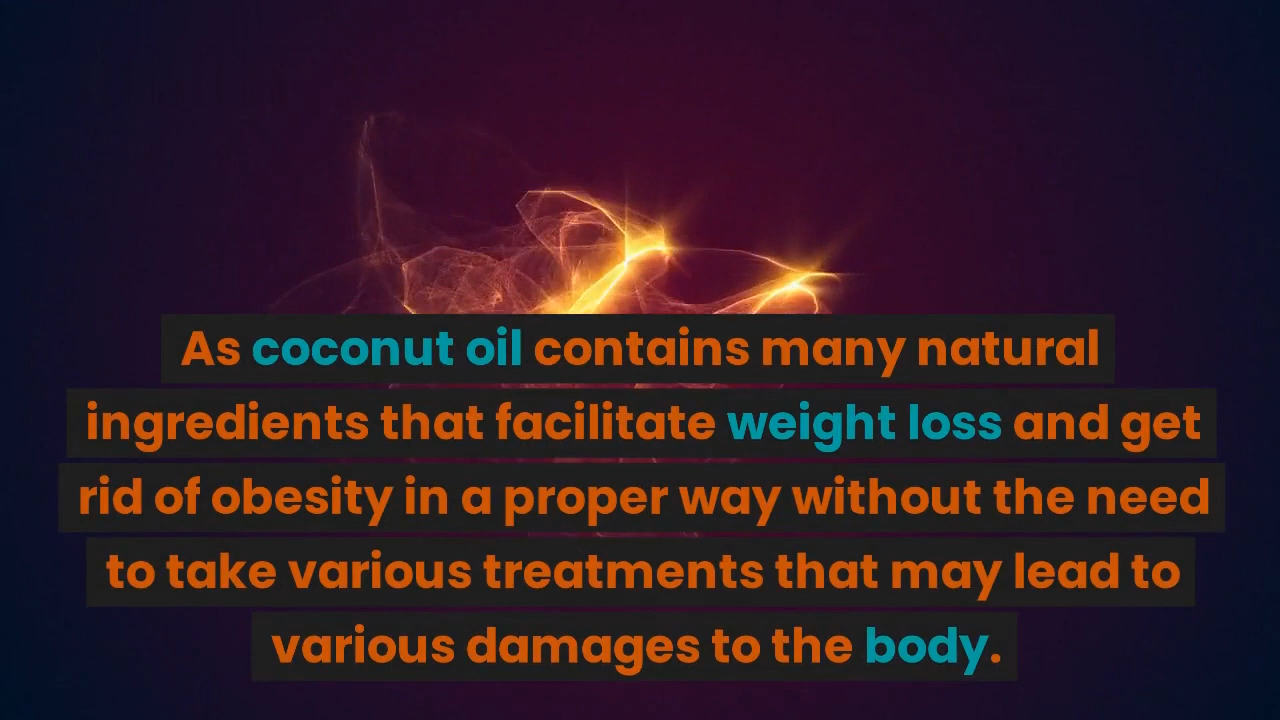 As coconut oil contains many natural
ingredients that facilitate weight loss and get
rid of obesity in a proper way without the need
to take various treatments that may lead to
various damages to the body.